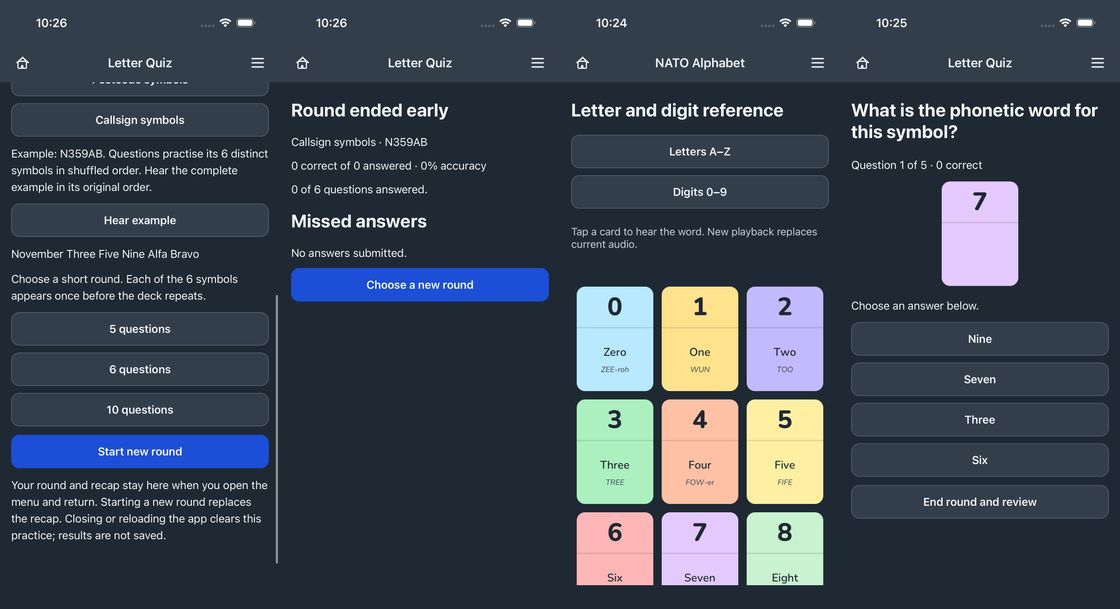 10:26
Letter Quiz
Callsign symbols
Example: N359AB. Questions practise its 6 distinct
symbols in shuffled order. Hear the complete
example in its original order.
Hear example
November Three Five Nine Alfa Bravo
Choose a short round. Each of the 6 symbols
appears once before the deck repeats.
5 questions
6 questions
10 questions
Start new round
Your round and recap stay here when you open the
menu and return. Starting a new round replaces
the recap. Closing or reloading the app clears this
practice; results are not saved.
10:26
Letter Quiz
Round ended early
Callsign symbols · N359AB
0 correct of 0 answered · 0% accuracy
0 of 6 questions answered.
Missed answers
No answers submitted.
Choose a new round
10:24
NATO Alphabet
Letter and digit reference
Letters A–Z
Digits 0–9
Tap a card to hear the word. New playback replaces
current audio.
0 1 2
Zero One Two
ZEE-roh WUN TOO
3 4 5
Three Four Five
TREE FOW-er FIFE
6 7 8
Six Seven Eight
10:25
Letter Quiz
What is the phonetic word for
this symbol?
Question 1 of 5 · 0 correct
7
Choose an answer below.
Nine
Seven
Three
Six
End round and review